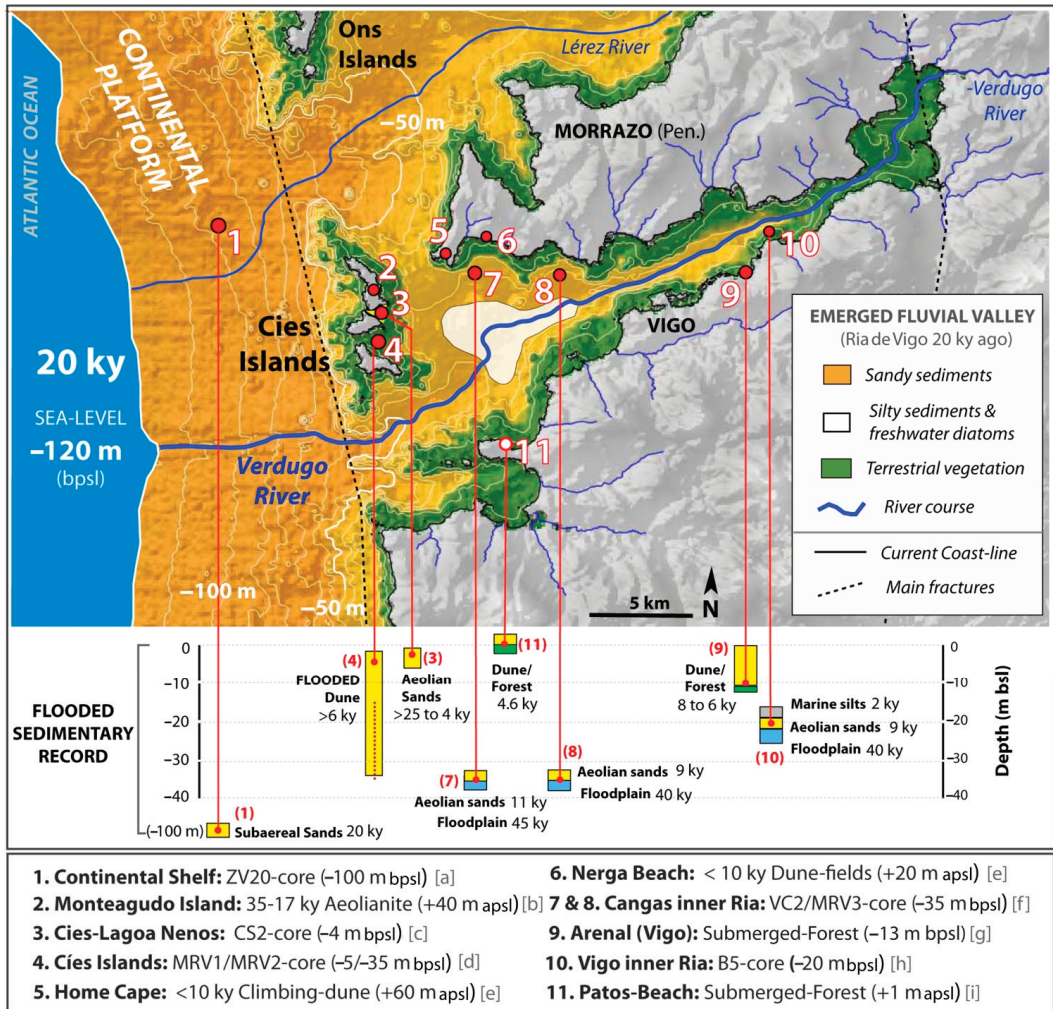 Ons
Islands
Lérez River
CONTINENTAL
PLATFORM
ATLANTIC OCEAN
−50 m
MORRAZO (Pen.)
-Verdugo
River
1
2
3
4
5
6
7
8
9
10
11
Cies
Islands
VIGO
20 ky
SEA-LEVEL
−120 m
(bpsl)
Verdugo
River
−100 m
−50 m
5 km
N
EMERGED FLUVIAL VALLEY
(Ria de Vigo 20 ky ago)
Sandy sediments
Silty sediments &
freshwater diatoms
Terrestrial vegetation
River course
Current Coast-line
Main fractures
FLOODED
SEDIMENTARY
RECORD
0
−10
−20
−30
−40
(−100 m)
(1)
Subaereal Sands 20 ky
(4)
FLOODED
Dune
>6 ky
(3)
Aeolian
Sands
>25 to 4 ky
(7)
Aeolian sands 11 ky
Floodplain 45 ky
(11)
Dune/
Forest
4.6 ky
(8)
Aeolian sands 9 ky
Floodplain 40 ky
(9)
Dune/
Forest
8 to 6 ky
Marine silts 2 ky
Aeolian sands 9 ky
Floodplain 40 ky
(10)
0
−10
−20
−30
−40
Depth (m bsl)
1. Continental Shelf: ZV20-core (−100 m bpsl) [a]
2. Monteagudo Island: 35-17 ky Aeolianite (+40 m apsl) [b]
3. Cies-Lagoa Nenos: CS2-core (−4 m bpsl) [c]
4. Cíes Islands: MRV1/MRV2-core (−5/−35 m bpsl) [d]
5. Home Cape: <10 ky Climbing-dune (+60 m apsl) [e]
6. Nerga Beach: < 10 ky Dune-fields (+20 m apsl) [e]
7 & 8. Cangas inner Ria: VC2/MRV3-core (−35 m bpsl) [f]
9. Arenal (Vigo): Submerged-Forest (−13 m bpsl) [g]
10. Vigo inner Ria: B5-core (−20 m bpsl) [h]
11. Patos-Beach: Submerged-Forest (+1 m apsl) [i]